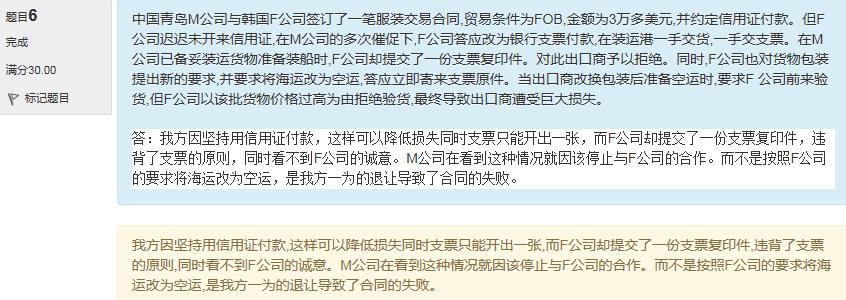 题目6
完成
满分30.00
标记题目
中国青岛M公司与韩国F公司签订了一笔服装交易合同,贸易条件为FOB,金额为3万多美元,并约定信用证付款。但F
公司迟迟未开来信用证,在M公司的多次催促下,F公司答应改为银行支票付款,在装运港一手交货,一手交支票。在M
公司已备妥装运货物准备装船时,F公司却提交了一份支票复印件。对此出口商予以拒绝。同时,F公司也对货物包装
提出新的要求,并要求将海运改为空运,答应立即寄来支票原件。当出口商改换包装后准备空运时,要求F 公司前来验
货,但F公司以该批货物价格过高为由拒绝验货,最终导致出口商遭受巨大损失。
答：我方因坚持用信用证付款，这样可以降低损失同时支票只能开出一张，而F公司却提交了一份支票复印件，违
背了支票的原则，同时看不到F公司的诚意。M公司在看到这种情况就因该停止与F公司的合作。而不是按照F公司
的要求将海运改为空运，是我方一为的退让导致了合同的失败。
我方因坚持用信用证付款,这样可以降低损失同时支票只能开出一张,而F公司却提交了一份支票复印件,违背了支票
的原则,同时看不到F公司的诚意。M公司在看到这种情况就因该停止与F公司的合作。而不是按照F公司的要求将海
运改为空运,是我方一为的退让导致了合同的失败。